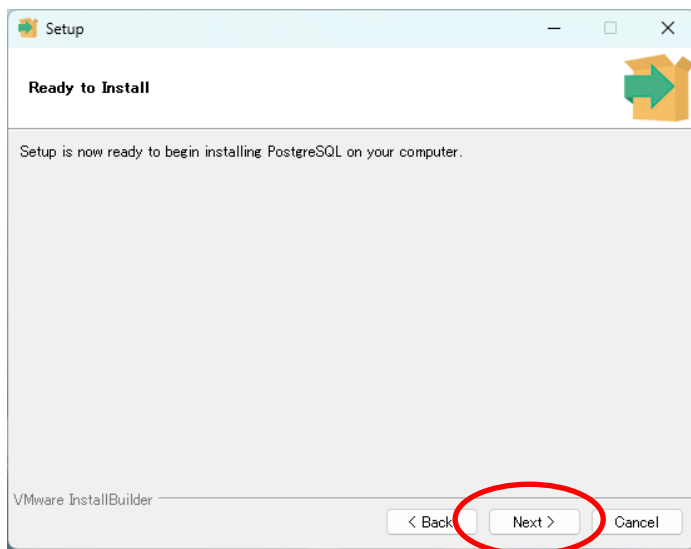 Setup
Ready to Install
Setup is now ready to begin installing PostgreSQL on your computer.
VMware InstallBuilder
< Back
Next >
Cancel